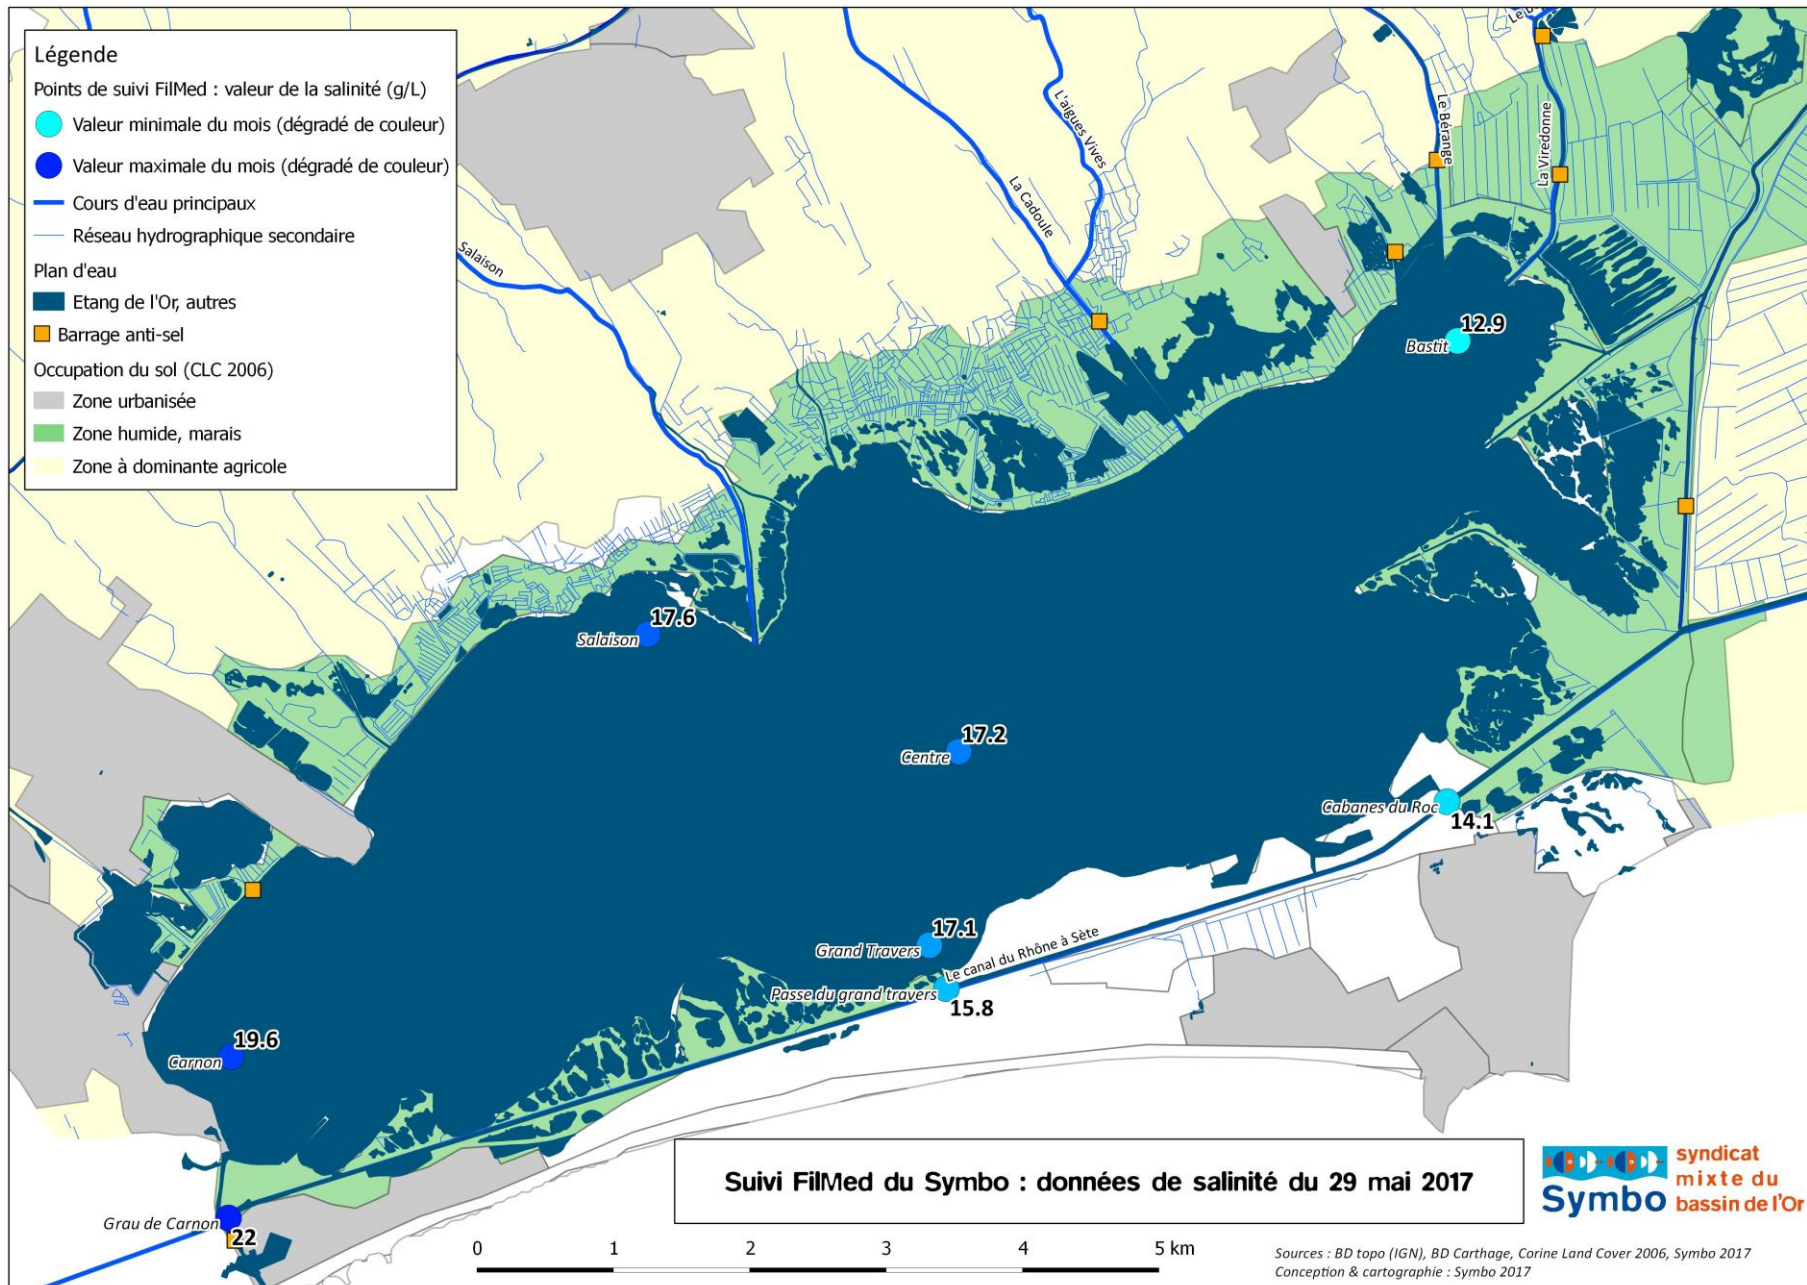 Légende
Points de suivi FilMed : valeur de la salinité (g/L)
Valeur minimale du mois (dégradé de couleur)
Valeur maximale du mois (dégradé de couleur)
Cours d'eau principaux
Réseau hydrographique secondaire
Plan d'eau
Etang de l'Or, autres
Barrage anti-sel
Occupation du sol (CLC 2006)
Zone urbanisée
Zone humide, marais
Zone à dominante agricole
Le
L'aigues Vives
Le Bérange
La Viredonne
La Cadoule
Salaison
12.9
Bastit
17.6
Salaison
17.2
Centre
Cabanes du Roc
14.1
17.1
Grand Travers
Le canal du Rhône à Sète
Passe du grand travers
15.8
19.6
Carnon
Grau de Carnon
22
Suivi FilMed du Symbo : données de salinité du 29 mai 2017
Symbo
syndicat
mixte du
bassin de l'Or
0 1 2 3 4 5 km
Sources : BD topo (IGN), BD Carthage, Corine Land Cover 2006, Symbo 2017
Conception & cartographie : Symbo 2017